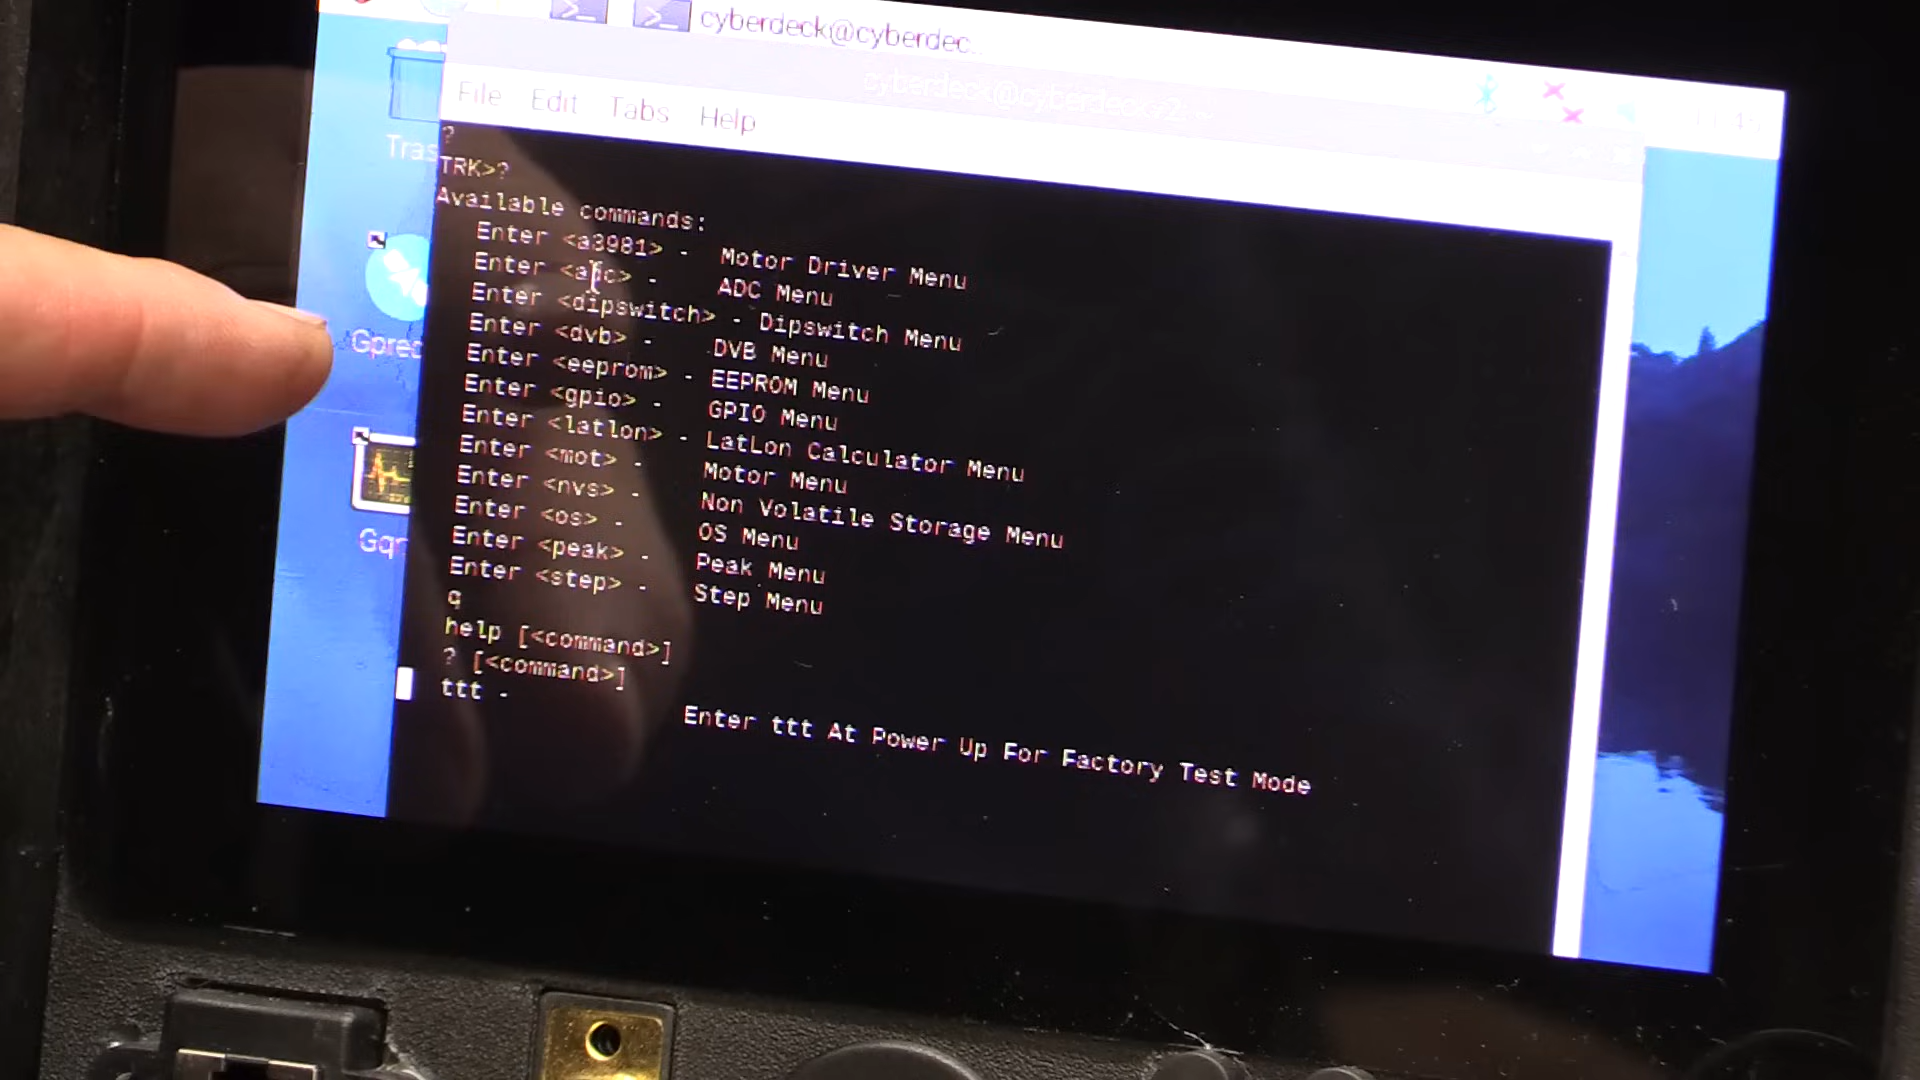 cyberdeck@cyberdec...
File Edit Tabs Help
?
TRK>?
Available commands:
Enter <a3981> - Motor Driver Menu
Enter <adc> - ADC Menu
Enter <dipswitch> - Dipswitch Menu
Enter <dvb> - DVB Menu
Enter <eeprom> - EEPROM Menu
Enter <gpio> - GPIO Menu
Enter <latlon> - LatLon Calculator Menu
Enter <mot> - Motor Menu
Enter <nvs> - Non Volatile Storage Menu
Enter <os> - OS Menu
Enter <peak> - Peak Menu
Enter <step> - Step Menu
q
help [<command>]
? [<command>]
ttt -
Enter ttt At Power Up For Factory Test Mode
Tras
Gpred